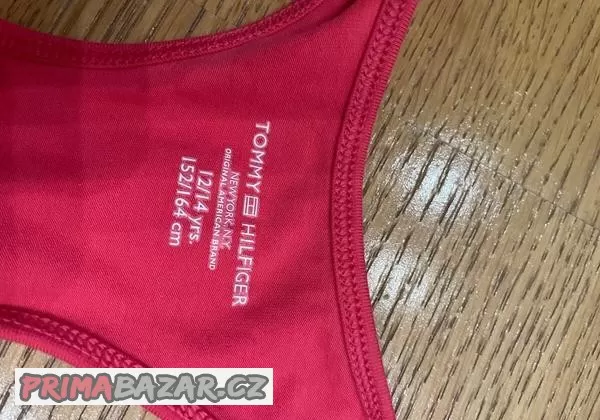 TOMMY HILFIGER
NEW YORK, N.Y.
ORIGINAL AMERICAN BRAND
12/14 yrs.
152/164 cm
PRIMABAZAR.CZ